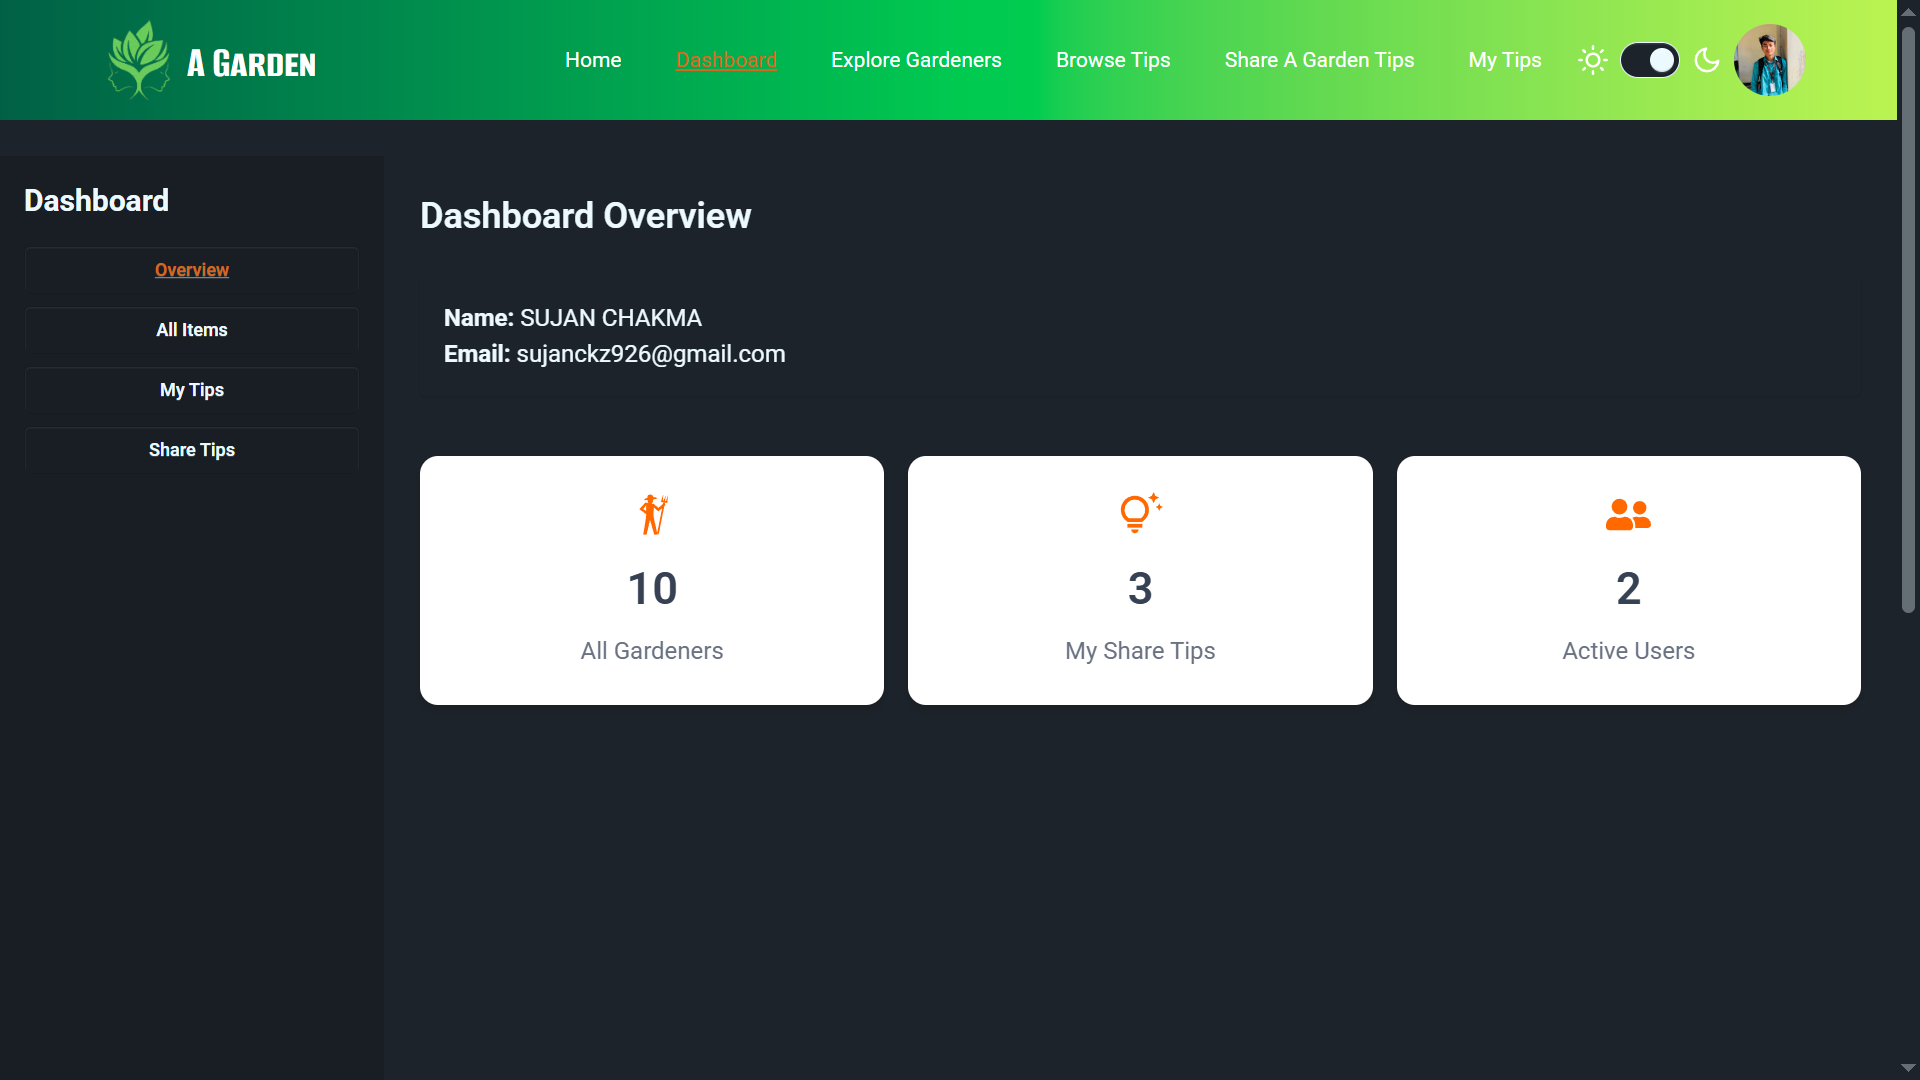 A GARDEN
Home
Dashboard
Explore Gardeners
Browse Tips
Share A Garden Tips
My Tips
Dashboard
Overview
All Items
My Tips
Share Tips
Dashboard Overview
Name: SUJAN CHAKMA
Email: sujanckz926@gmail.com
10
All Gardeners
3
My Share Tips
2
Active Users